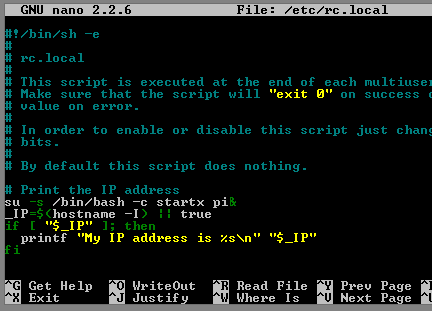 GNU nano 2.2.6 File: /etc/rc.local
#!/bin/sh -e
#
# rc.local
#
# This script is executed at the end of each multiuser
# Make sure that the script will "exit 0" on success o
# value on error.
#
# In order to enable or disable this script just chang
# bits.
#
# By default this script does nothing.

# Print the IP address
su -s /bin/bash -c startx pi&
_IP=$(hostname -I) || true
if [ "$_IP" ]; then
  printf "My IP address is %s\n" "$_IP"
fi
^G Get Help ^O WriteOut ^R Read File ^Y Prev Page
^X Exit ^J Justify ^W Where Is ^V Next Page